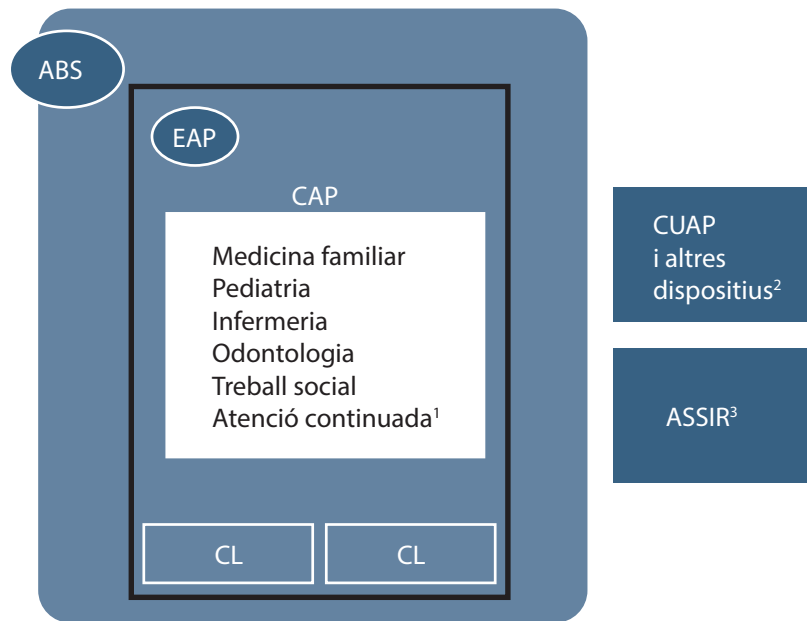 ABS
EAP
CAP
Medicina familiar
Pediatria
Infermeria
Odontologia
Treball social
Atenció continuada¹
CL
CL
CUAP
i altres
dispositius²
ASSIR³